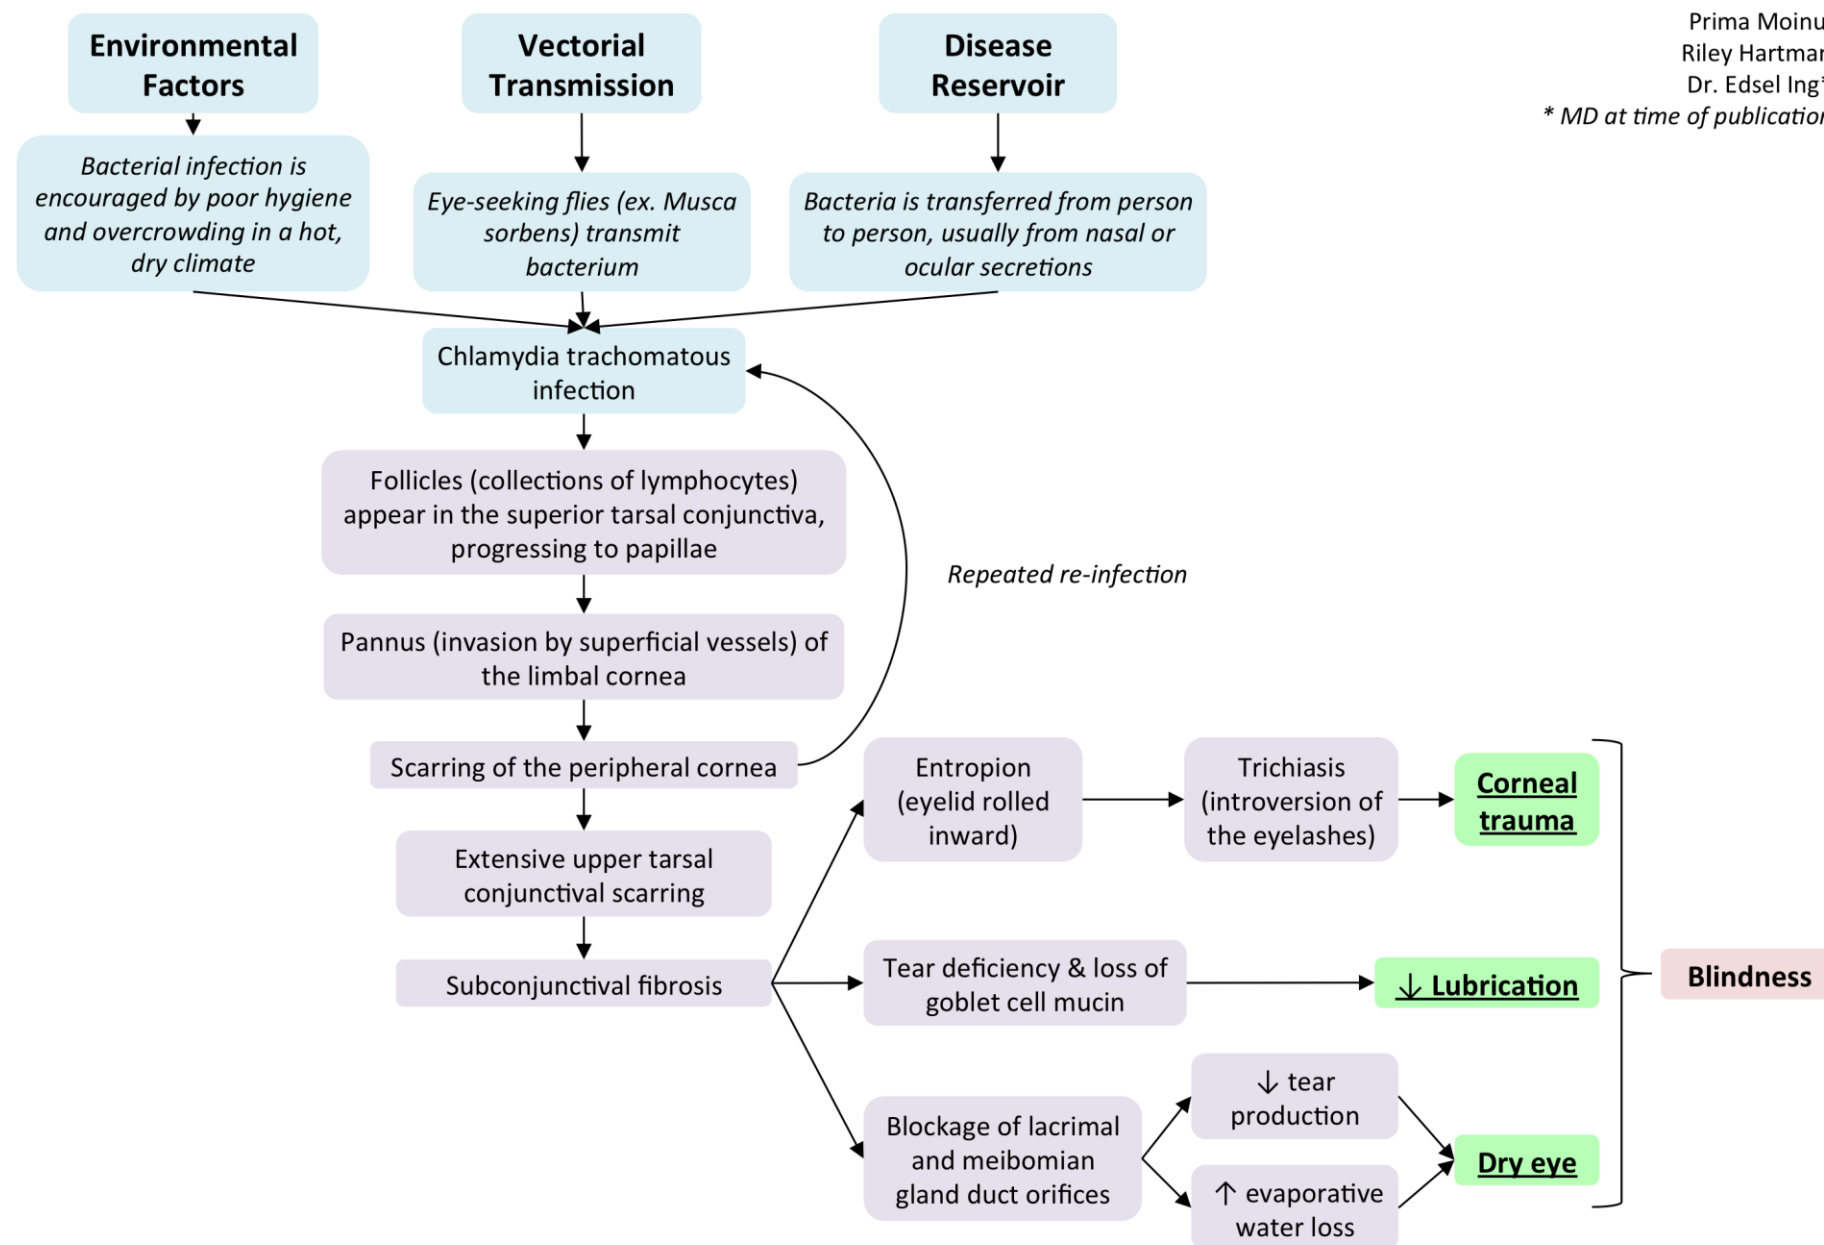 Environmental
Factors
Vectorial
Transmission
Disease
Reservoir
Prima Moinu
Riley Hartman
Dr. Edsel Ing*
* MD at time of publication
Bacterial infection is
encouraged by poor hygiene
and overcrowding in a hot,
dry climate
Eye-seeking flies (ex. Musca
sorbens) transmit
bacterium
Bacteria is transferred from person
to person, usually from nasal or
ocular secretions
Chlamydia trachomatous
infection
Follicles (collections of lymphocytes)
appear in the superior tarsal conjunctiva,
progressing to papillae
Repeated re-infection
Pannus (invasion by superficial vessels) of
the limbal cornea
Scarring of the peripheral cornea
Extensive upper tarsal
conjunctival scarring
Subconjunctival fibrosis
Entropion
(eyelid rolled
inward)
Trichiasis
(introversion of
the eyelashes)
Corneal
trauma
Tear deficiency & loss of
goblet cell mucin
↓ Lubrication
Blindness
Blockage of lacrimal
and meibomian
gland duct orifices
↓ tear
production
↑ evaporative
water loss
Dry eye